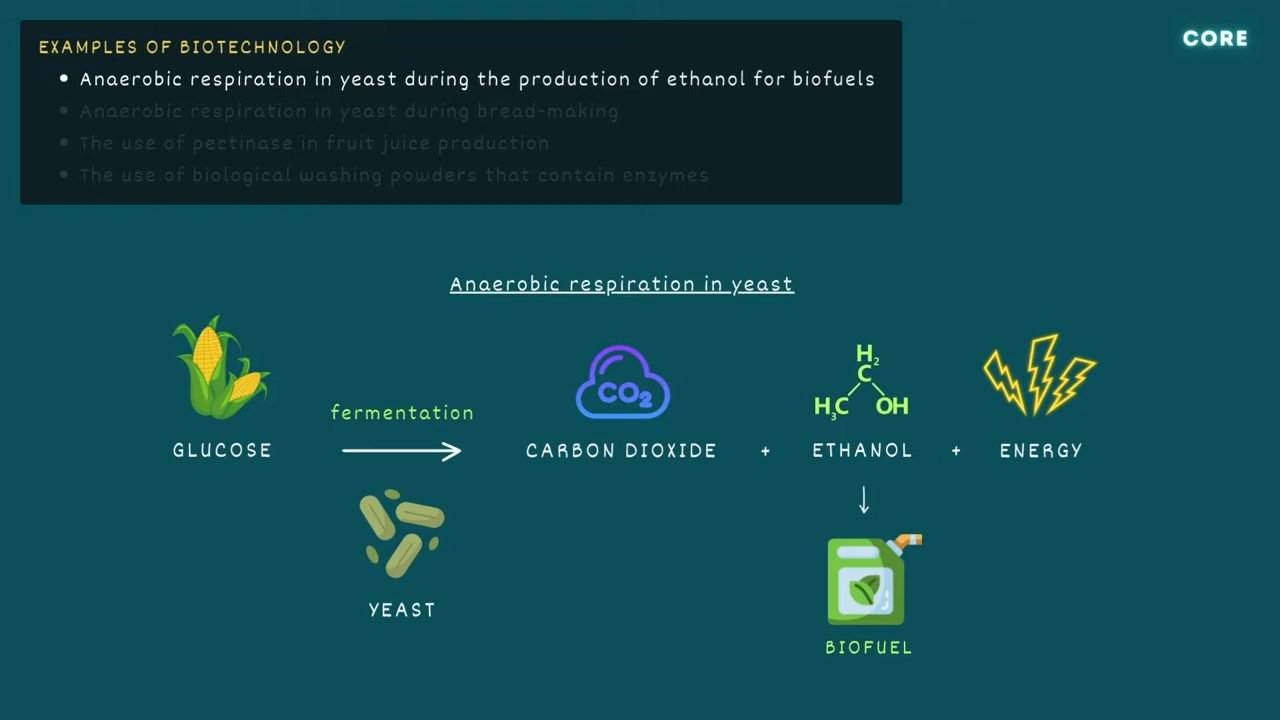 EXAMPLES OF BIOTECHNOLOGY
CORE
• Anaerobic respiration in yeast during the production of ethanol for biofuels
• Anaerobic respiration in yeast during bread-making
• The use of pectinase in fruit juice production
• The use of biological washing powders that contain enzymes
Anaerobic respiration in yeast
H₂
C
H₃C OH
CO₂
fermentation
GLUCOSE
CARBON DIOXIDE + ETHANOL + ENERGY
YEAST
BIOFUEL